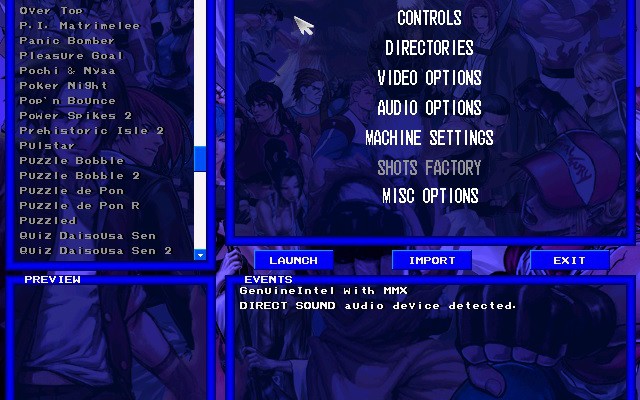 Over Top
P.I. Matrimelee
Panic Bomber
Pleasure Goal
Pochi & Nyaa
Poker Night
Pop'n Bounce
Power Spikes 2
Prehistoric Isle 2
Pulstar
Puzzle Bobble
Puzzle Bobble 2
Puzzle de Pon
Puzzle de Pon R
Puzzled
Quiz Daisousa Sen
Quiz Daisousa Sen 2
CONTROLS
DIRECTORIES
VIDEO OPTIONS
AUDIO OPTIONS
MACHINE SETTINGS
SHOTS FACTORY
MISC OPTIONS
LAUNCH
IMPORT
EXIT
PREVIEW
EVENTS
GenuineIntel with MMX
DIRECT SOUND audio device detected.